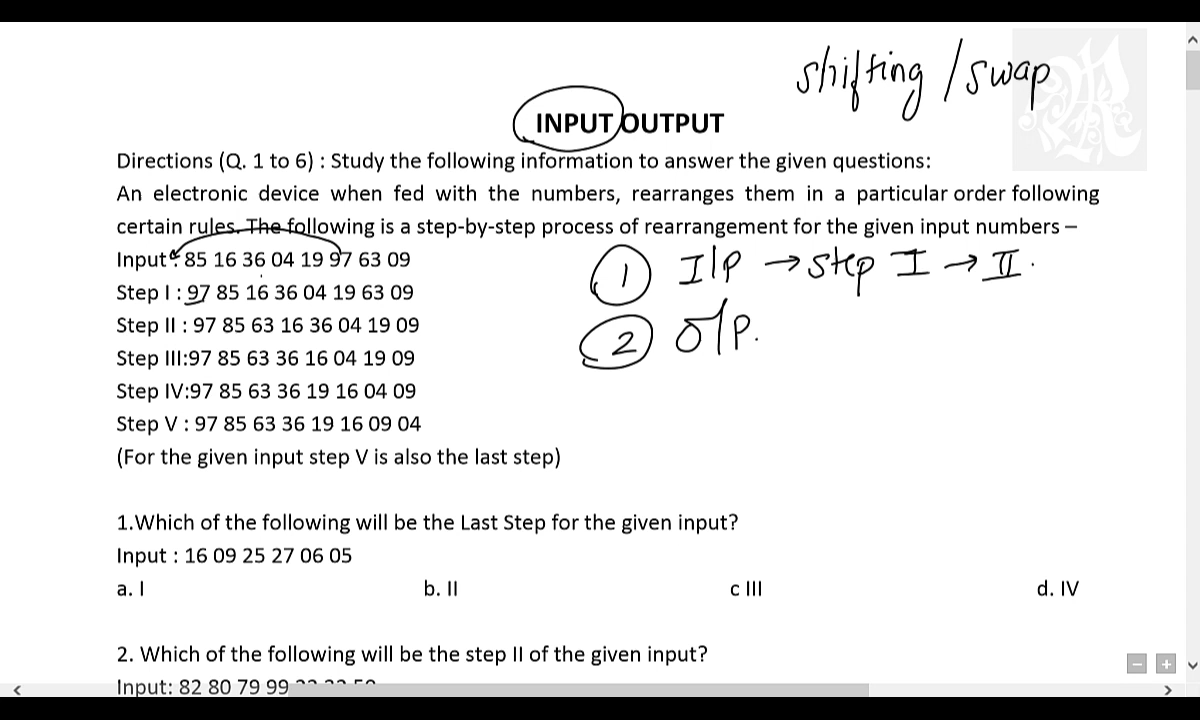 shifting / swap
INPUT OUTPUT
Directions (Q. 1 to 6) : Study the following information to answer the given questions:
An electronic device when fed with the numbers, rearranges them in a particular order following
certain rules. The following is a step-by-step process of rearrangement for the given input numbers –
Input : 85 16 36 04 19 97 63 09
Step I : 97 85 16 36 04 19 63 09
Step II : 97 85 63 16 36 04 19 09
Step III:97 85 63 36 16 04 19 09
Step IV:97 85 63 36 19 16 04 09
Step V : 97 85 63 36 19 16 09 04
(For the given input step V is also the last step)
1 I/P → Step I → II.
2 O/P.
1.Which of the following will be the Last Step for the given input?
Input : 16 09 25 27 06 05
a. I b. II c III d. IV
2. Which of the following will be the step II of the given input?
Input: 82 80 79 99